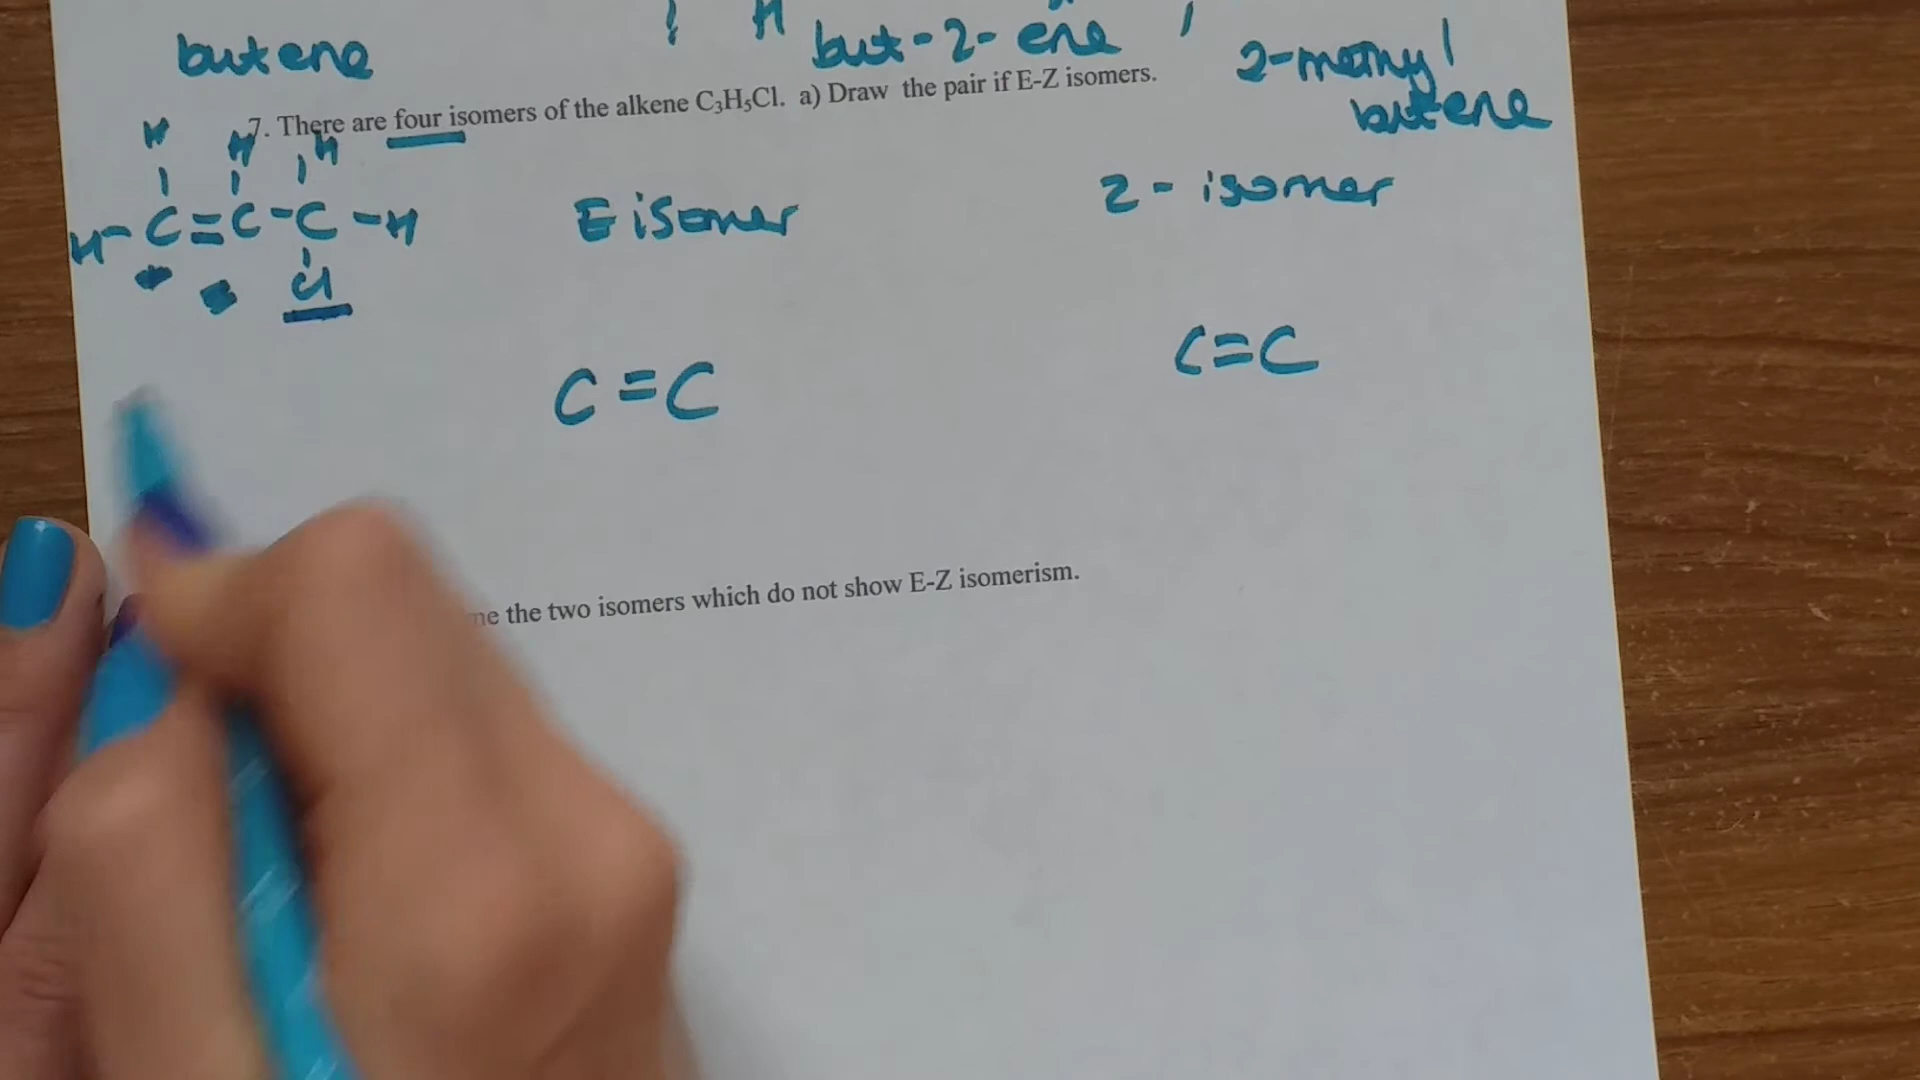 butene
but-2-ene
2-methyl
butene
7. There are four isomers of the alkene C₃H₅Cl. a) Draw the pair if E-Z isomers.
H H H
H-C=C-C-H
Cl
E isomer
Z - isomer
C=C
C=C
the two isomers which do not show E-Z isomerism.